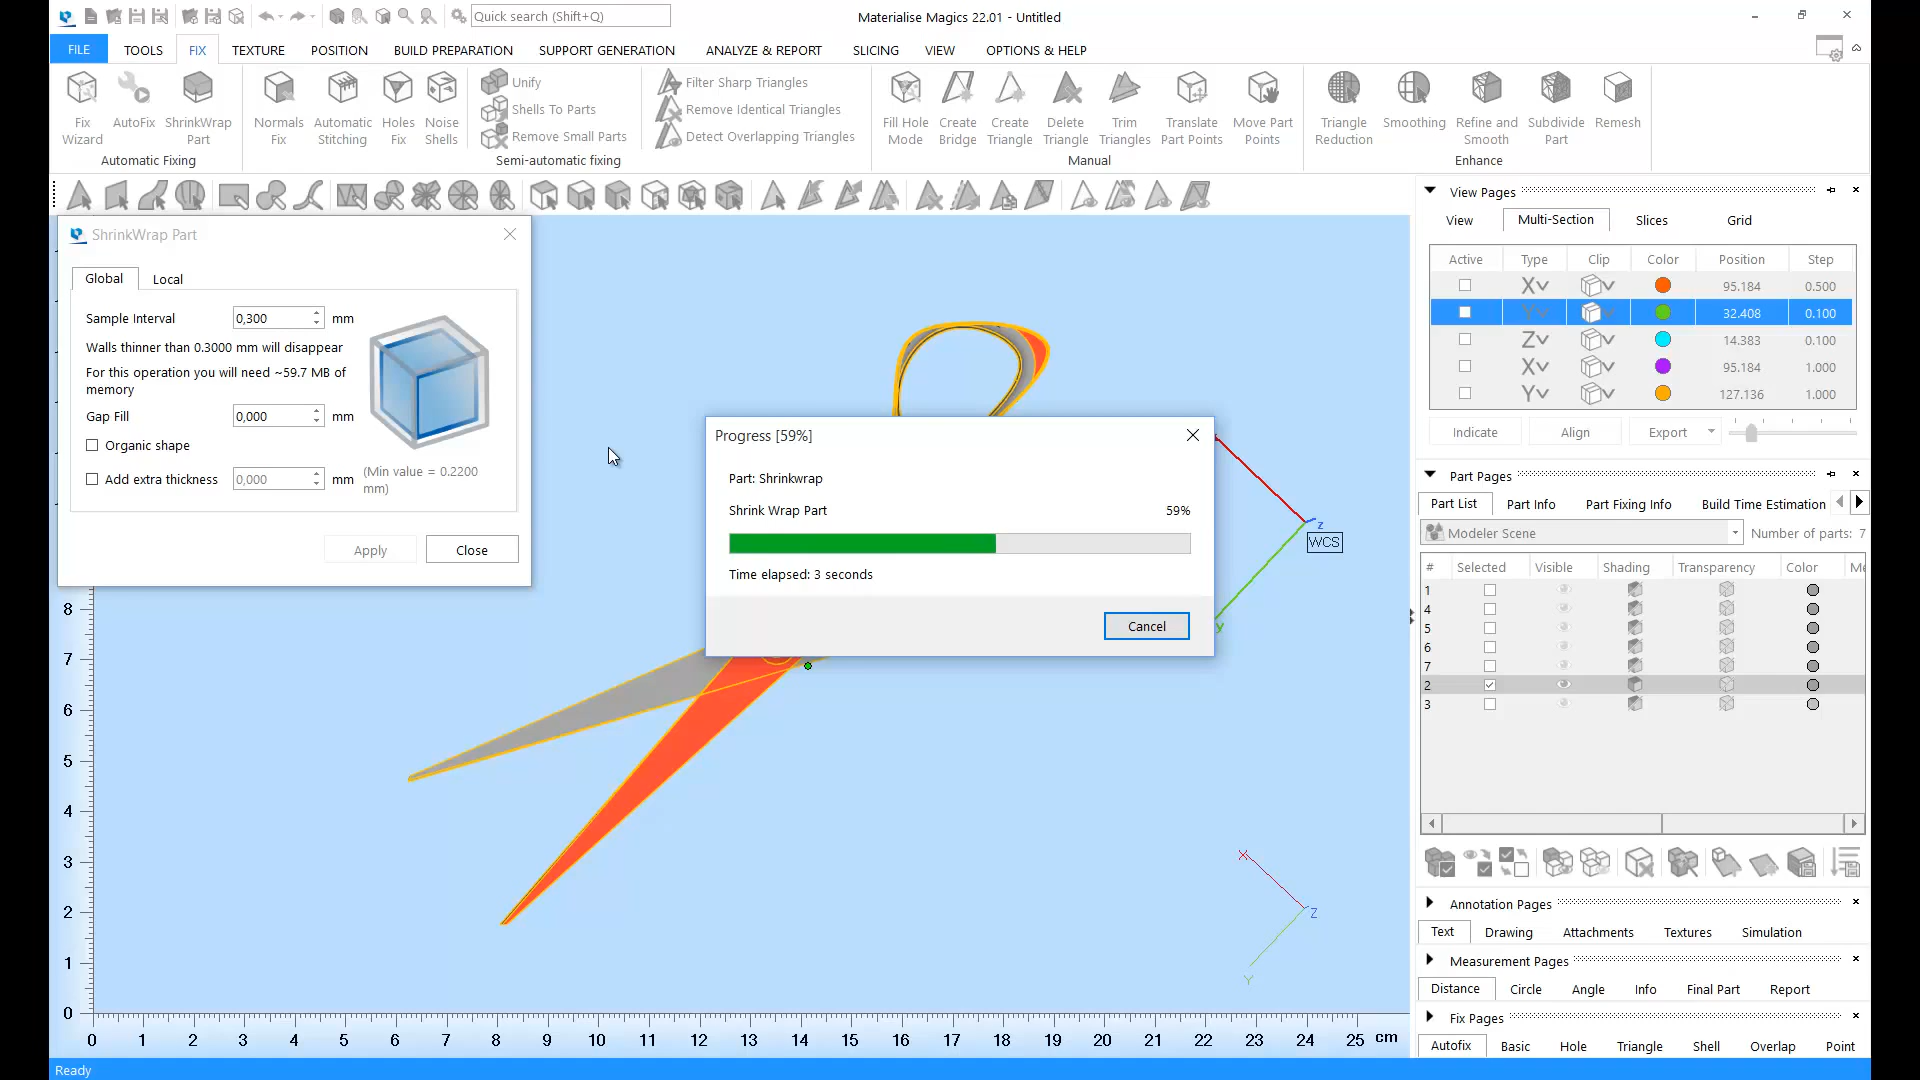 Quick search (Shift+Q)
Materialise Magics 22.01 - Untitled
FILE TOOLS FIX TEXTURE POSITION BUILD PREPARATION SUPPORT GENERATION ANALYZE & REPORT SLICING VIEW OPTIONS & HELP
Fix Wizard
AutoFix
ShrinkWrap Part
Automatic Fixing
Normals Fix
Automatic Stitching
Holes Fix
Noise Shells
Unify
Shells To Parts
Remove Small Parts
Semi-automatic fixing
Filter Sharp Triangles
Remove Identical Triangles
Detect Overlapping Triangles
Fill Hole Mode
Create Bridge
Create Triangle
Delete Triangle
Trim Triangles
Translate Part Points
Move Part Points
Manual
Triangle Reduction
Smoothing
Refine and Smooth
Subdivide Part
Remesh
Enhance
ShrinkWrap Part
Global Local
Sample Interval 0,300 mm
Walls thinner than 0.3000 mm will disappear
For this operation you will need ~59.7 MB of
memory
Gap Fill 0,000 mm
Organic shape
Add extra thickness 0,000 mm (Min value = 0.2200
mm)
Apply Close
Progress [59%]
Part: Shrinkwrap
Shrink Wrap Part 59%
Time elapsed: 3 seconds
Cancel
z
WCS
y
X
Z
Y
8
7
6
5
4
3
2
1
0
0 1 2 3 4 5 6 7 8 9 10 11 12 13 14 15 16 17 18 19 20 21 22 23 24 25 cm
Ready
View Pages
View Multi-Section Slices Grid
Active Type Clip Color Position Step
X 95.184 0.500
Y 32.408 0.100
Z 14.383 0.100
X 95.184 1.000
Y 127.136 1.000
Indicate Align Export
Part Pages
Part List Part Info Part Fixing Info Build Time Estimation
Modeler Scene Number of parts: 7
# Selected Visible Shading Transparency Color Me
1
4
5
6
7
2
3
Annotation Pages
Text Drawing Attachments Textures Simulation
Measurement Pages
Distance Circle Angle Info Final Part Report
Fix Pages
Autofix Basic Hole Triangle Shell Overlap Point